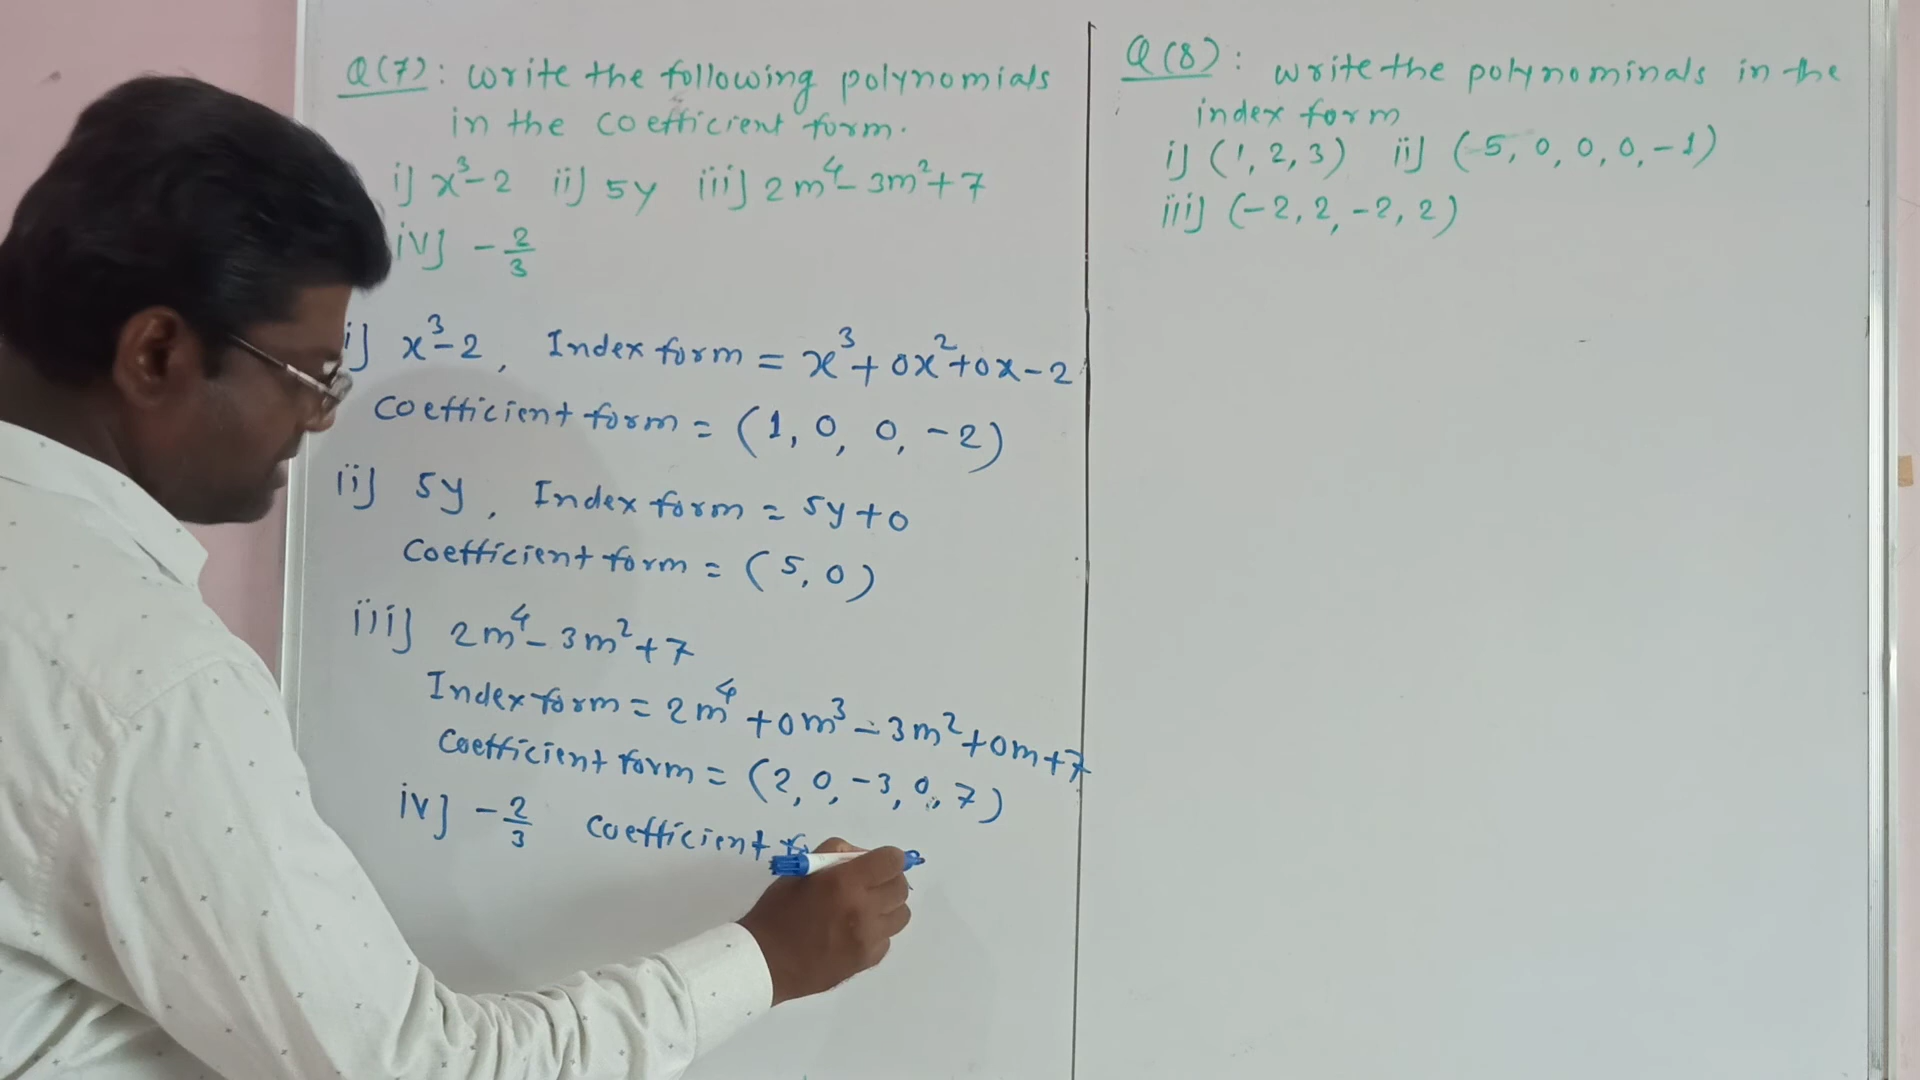 Q(7): Write the following polynomials
in the coefficient form.
i] x³-2 ii] 5y iii] 2m⁴-3m²+7
iv] -2/3
i] x³-2, Index form = x³+0x²+0x-2
Coefficient form = (1, 0, 0, -2)
ii] 5y, Index form = 5y+0
Coefficient form = (5, 0)
iii] 2m⁴-3m²+7
Index form = 2m⁴+0m³-3m²+0m+7
Coefficient form = (2, 0, -3, 0, 7)
iv] -2/3 Coefficient
Q(8): Write the polynominals in the
index form
i] (1, 2, 3) ii] (-5, 0, 0, 0, -1)
iii] (-2, 2, -2, 2)